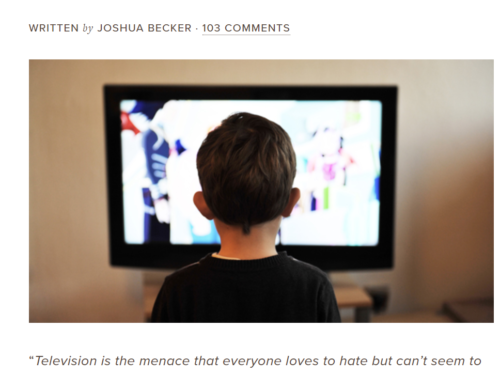 WRITTEN by JOSHUA BECKER · 103 COMMENTS
“Television is the menace that everyone loves to hate but can’t seem to